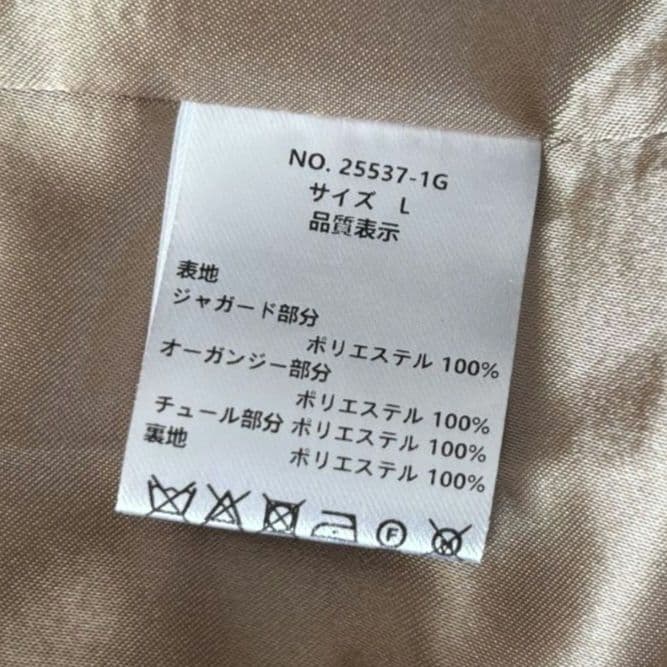 NO. 25537-1G
サイズ L
品質表示
表地
ジャガード部分
ポリエステル 100%
オーガンジー部分
ポリエステル 100%
チュール部分 ポリエステル 100%
裏地
ポリエステル 100%
F
W